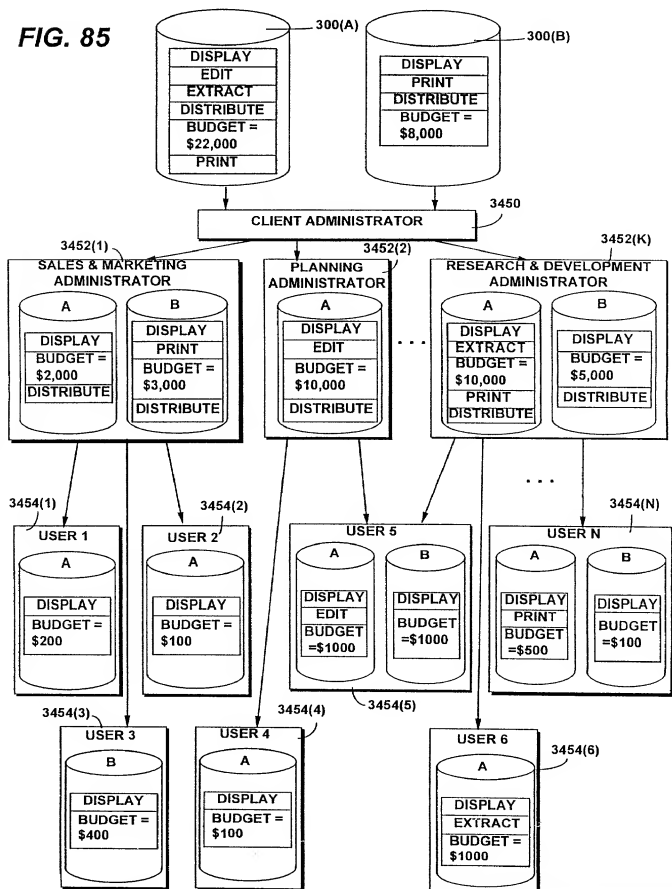 FIG. 85
300(A)
DISPLAY
EDIT
EXTRACT
DISTRIBUTE
BUDGET =
$22,000
PRINT
300(B)
DISPLAY
PRINT
DISTRIBUTE
BUDGET =
$8,000
CLIENT ADMINISTRATOR
3450
3452(1)
SALES & MARKETING
ADMINISTRATOR
A
DISPLAY
BUDGET =
$2,000
DISTRIBUTE
B
DISPLAY
PRINT
BUDGET =
$3,000
DISTRIBUTE
3452(2)
PLANNING
ADMINISTRATOR
A
DISPLAY
EDIT
BUDGET =
$10,000
DISTRIBUTE
. . .
3452(K)
RESEARCH & DEVELOPMENT
ADMINISTRATOR
A
DISPLAY
EXTRACT
BUDGET =
$10,000
PRINT
DISTRIBUTE
B
DISPLAY
BUDGET =
$5,000
DISTRIBUTE
. . .
3454(1)
USER 1
A
DISPLAY
BUDGET =
$200
3454(2)
USER 2
A
DISPLAY
BUDGET =
$100
USER 5
A
DISPLAY
EDIT
BUDGET
=$1000
B
DISPLAY
BUDGET
=$1000
3454(5)
3454(N)
USER N
A
DISPLAY
PRINT
BUDGET
=$500
B
DISPLAY
BUDGET
=$100
3454(3)
USER 3
B
DISPLAY
BUDGET =
$400
3454(4)
USER 4
A
DISPLAY
BUDGET =
$100
3454(6)
USER 6
A
DISPLAY
EXTRACT
BUDGET =
$1000